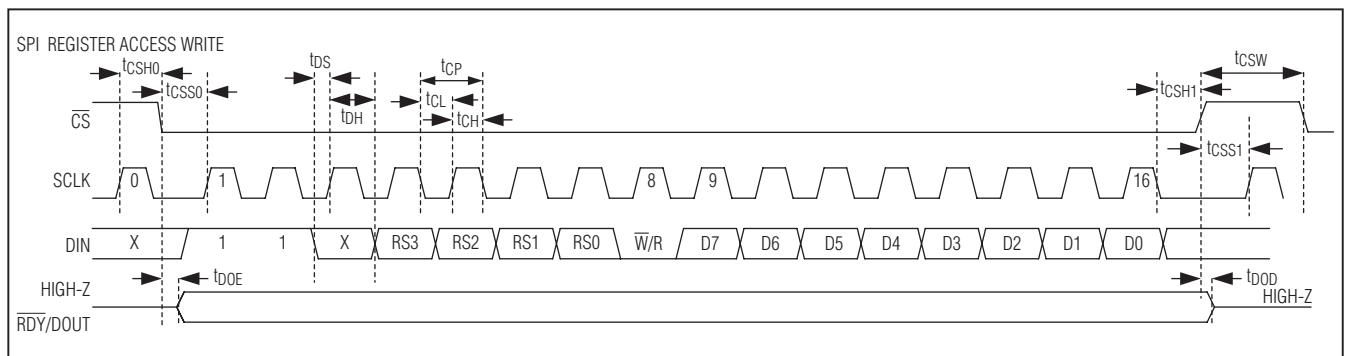 SPI REGISTER ACCESS WRITE
tCSH0
tCSS0
tDS
tDH
tCP
tCL
tCH
tCSH1
tCSW
tCSS1
CS
SCLK
0 1 8 9 16
DIN
X 1 1 X RS3 RS2 RS1 RS0 W/R D7 D6 D5 D4 D3 D2 D1 D0
tDOE
tDOD
HIGH-Z
HIGH-Z
RDY/DOUT